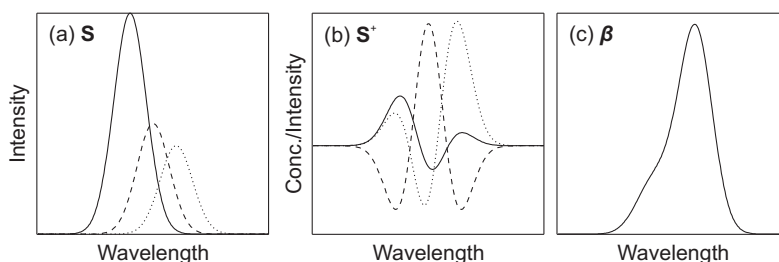 (a) S
(b) S⁺
(c) β
Intensity
Conc./Intensity
Wavelength
Wavelength
Wavelength